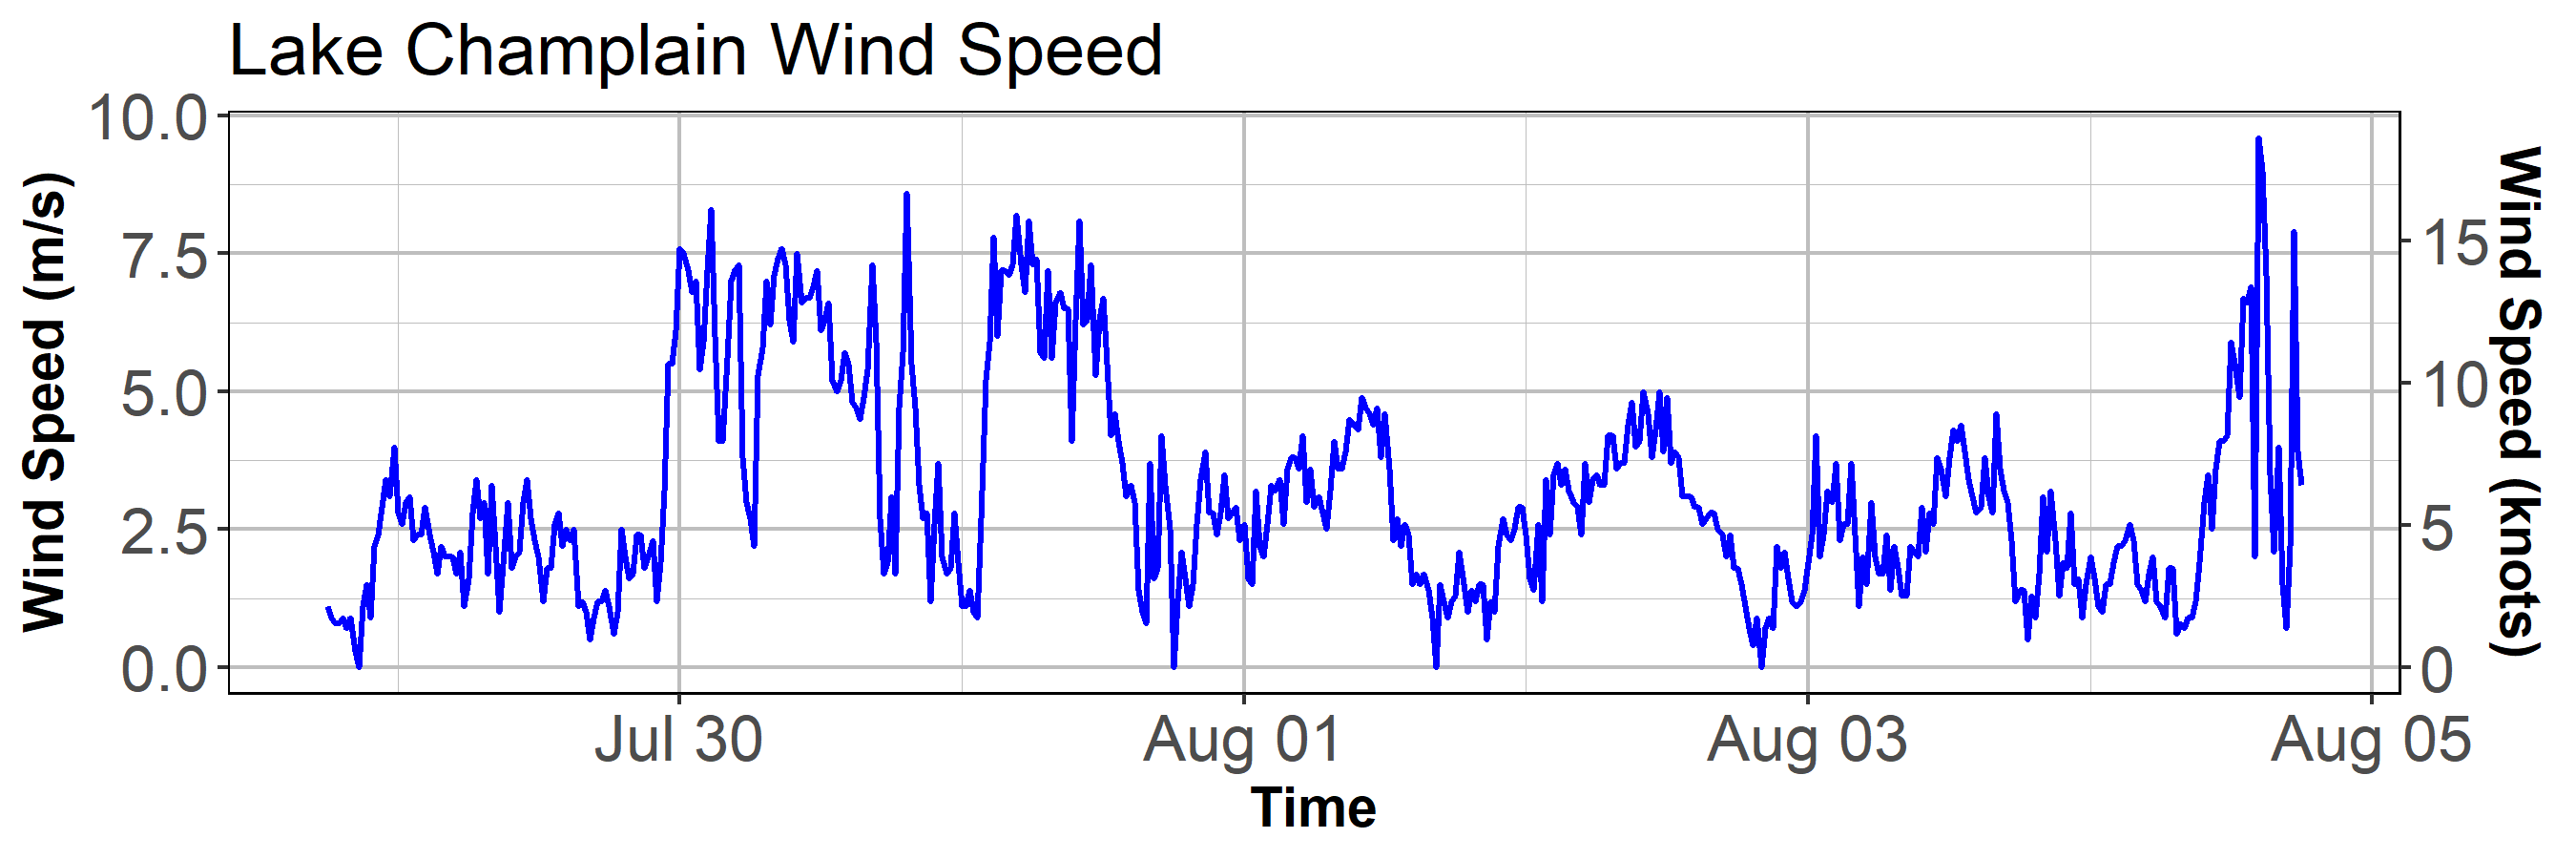 Lake Champlain Wind Speed
Wind Speed (m/s)
10.0
7.5
5.0
2.5
0.0
Wind Speed (knots)
15
10
5
0
Jul 30
Aug 01
Aug 03
Aug 05
Time